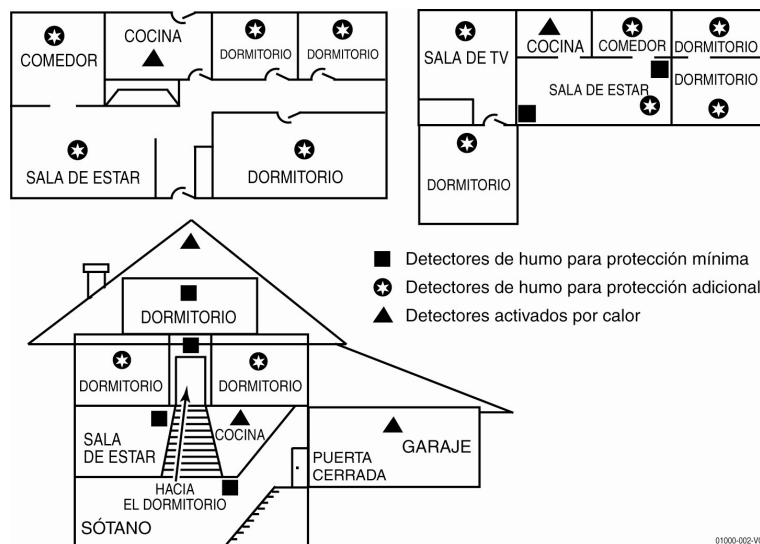 COMEDOR
COCINA
DORMITORIO
DORMITORIO
SALA DE ESTAR
DORMITORIO
SALA DE TV
COCINA
COMEDOR
DORMITORIO
SALA DE ESTAR
DORMITORIO
DORMITORIO
Detectores de humo para protección mínima
Detectores de humo para protección adicional
Detectores activados por calor
DORMITORIO
DORMITORIO
DORMITORIO
SALA
DE ESTAR
COCINA
GARAJE
PUERTA
CERRADA
HACIA
EL DORMITORIO
SÓTANO